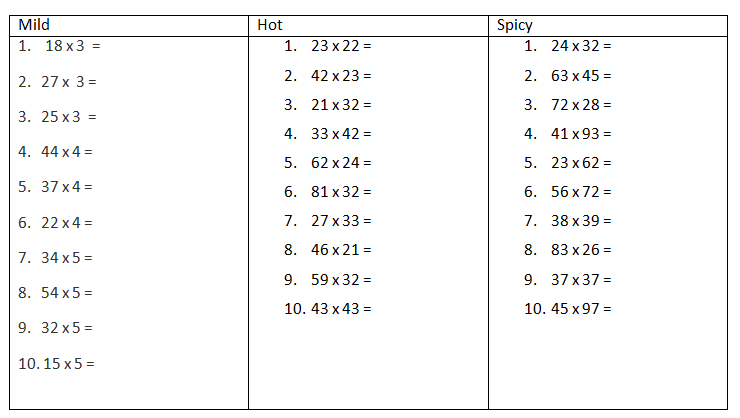 Mild
1. 18 x 3 =
2. 27 x 3 =
3. 25 x 3 =
4. 44 x 4 =
5. 37 x 4 =
6. 22 x 4 =
7. 34 x 5 =
8. 54 x 5 =
9. 32 x 5 =
10. 15 x 5 =
Hot
1. 23 x 22 =
2. 42 x 23 =
3. 21 x 32 =
4. 33 x 42 =
5. 62 x 24 =
6. 81 x 32 =
7. 27 x 33 =
8. 46 x 21 =
9. 59 x 32 =
10. 43 x 43 =
Spicy
1. 24 x 32 =
2. 63 x 45 =
3. 72 x 28 =
4. 41 x 93 =
5. 23 x 62 =
6. 56 x 72 =
7. 38 x 39 =
8. 83 x 26 =
9. 37 x 37 =
10. 45 x 97 =